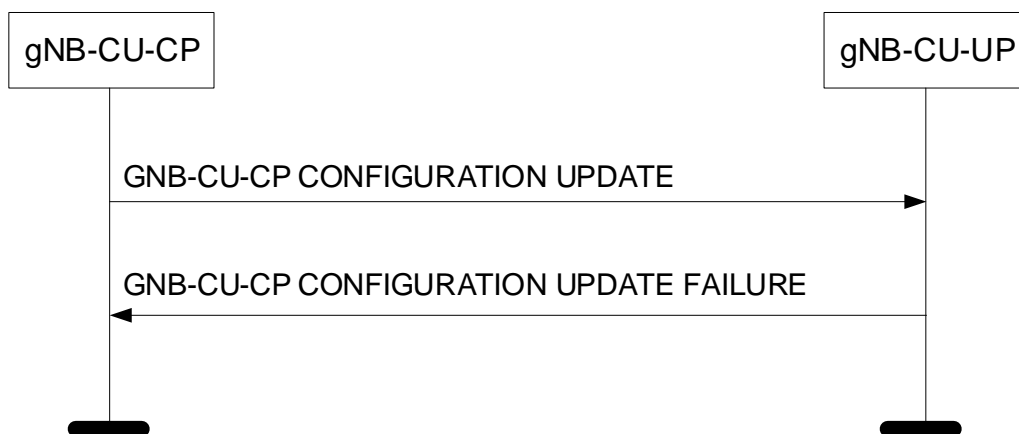 gNB-CU-CP
gNB-CU-UP
GNB-CU-CP CONFIGURATION UPDATE
GNB-CU-CP CONFIGURATION UPDATE FAILURE